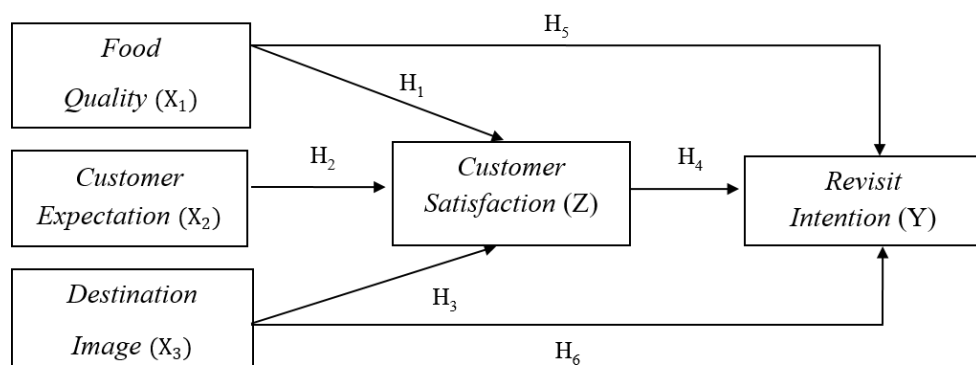 Food
Quality (X₁)
H₅
H₁
Customer
Expectation (X₂)
H₂
Customer
Satisfaction (Z)
H₄
Revisit
Intention (Y)
Destination
Image (X₃)
H₃
H₆